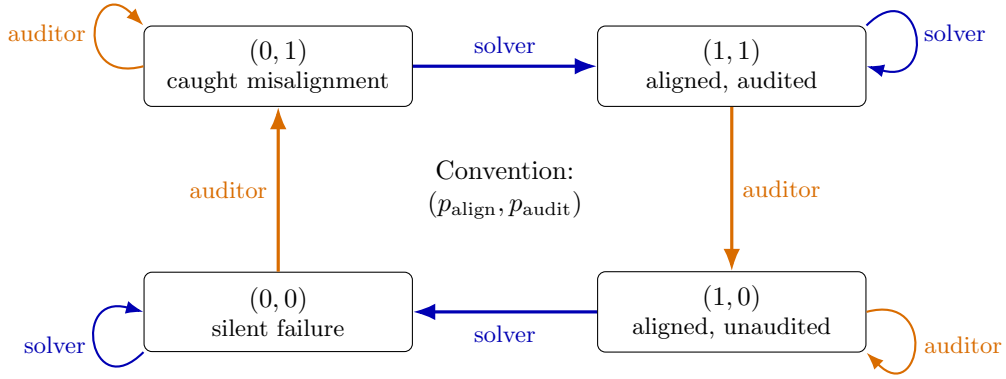 auditor
(0, 1)
caught misalignment
solver
(1, 1)
aligned, audited
solver
auditor
Convention:
(p_align, p_audit)
auditor
solver
(0, 0)
silent failure
solver
(1, 0)
aligned, unaudited
auditor